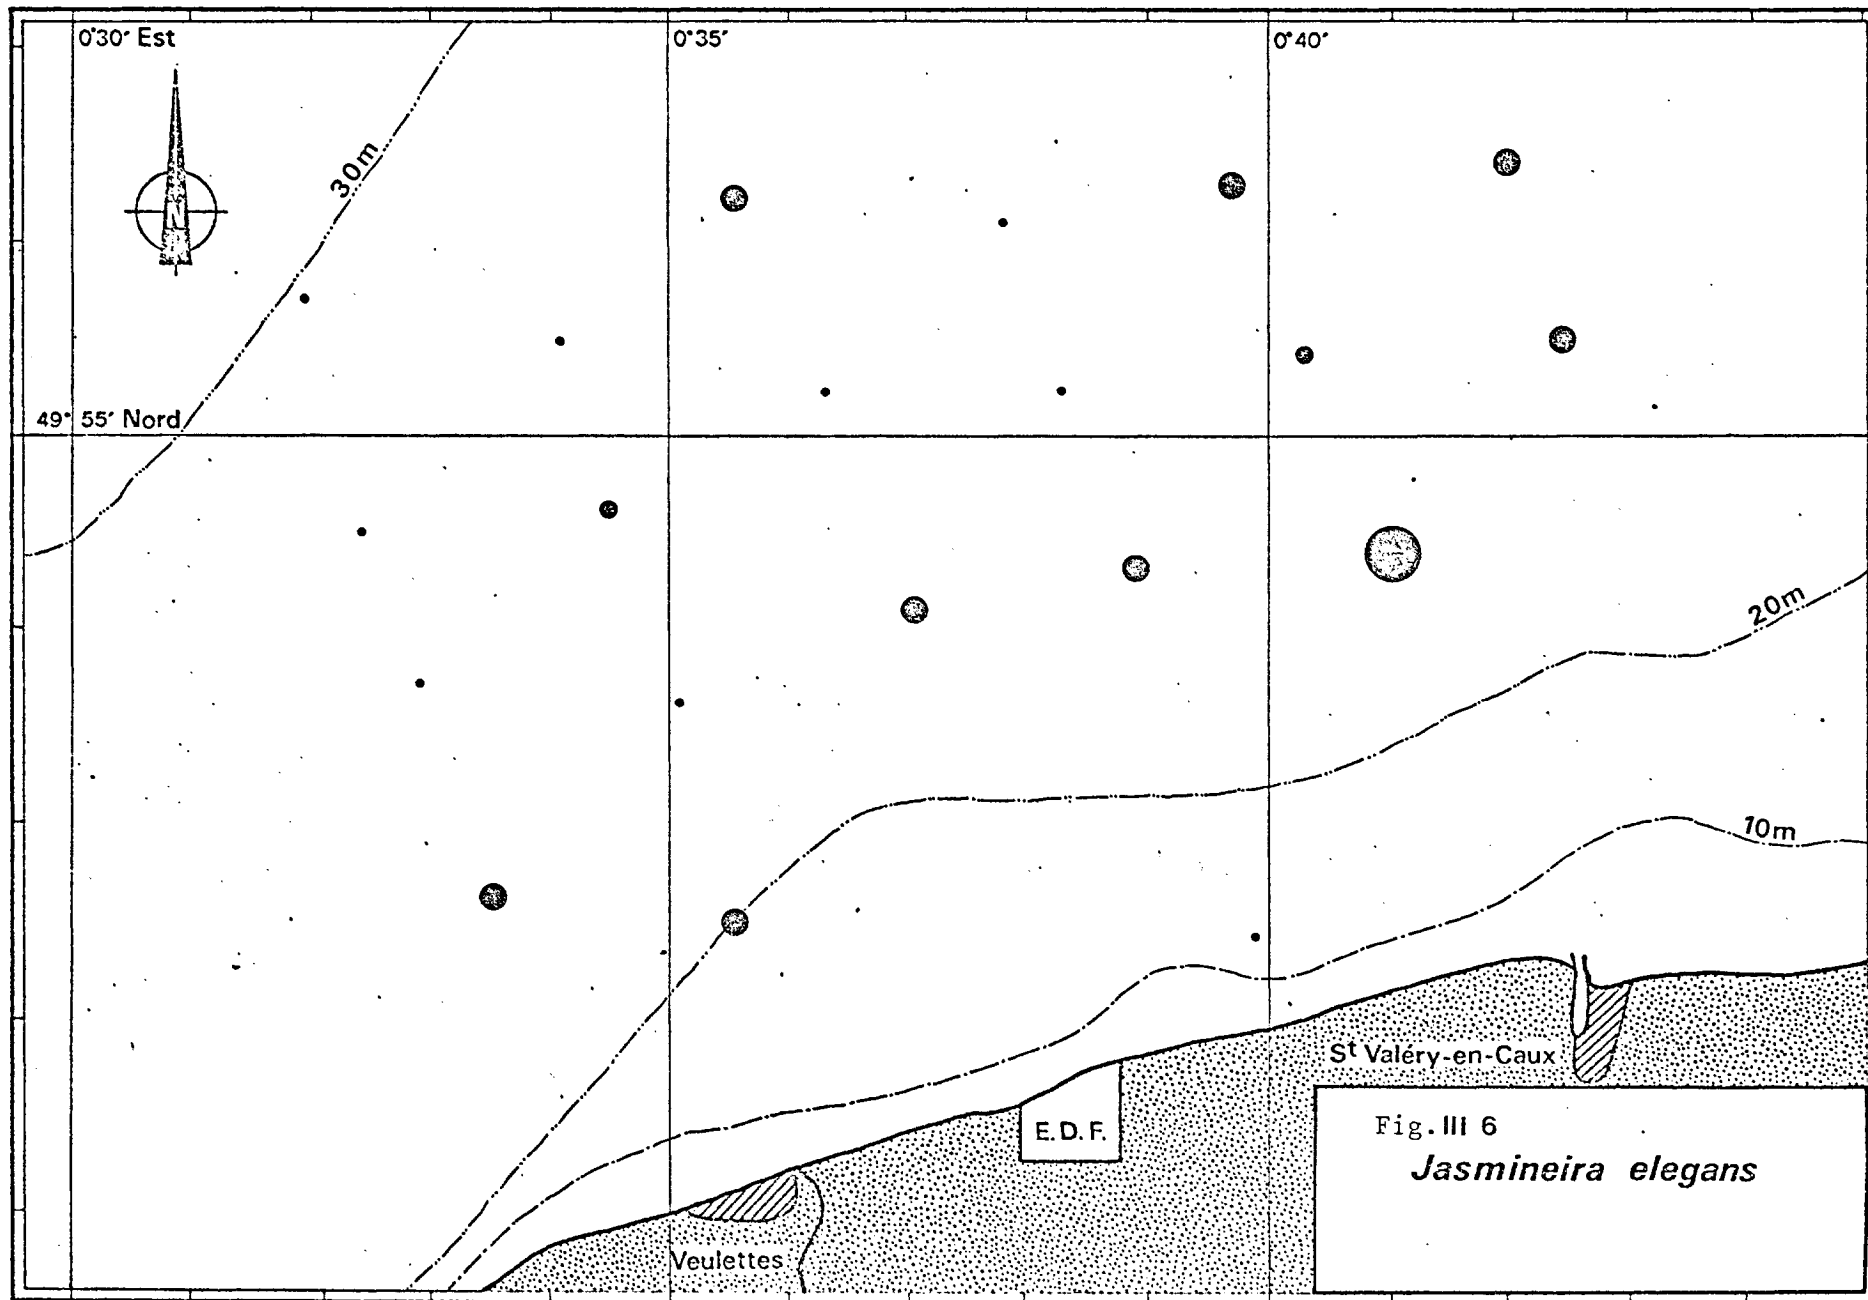 0°30' Est
0°35'
0°40'
30m
N
49° 55' Nord
20m
10m
St Valéry-en-Caux
E.D.F.
Veulettes
Fig. III 6
Jasmineira elegans